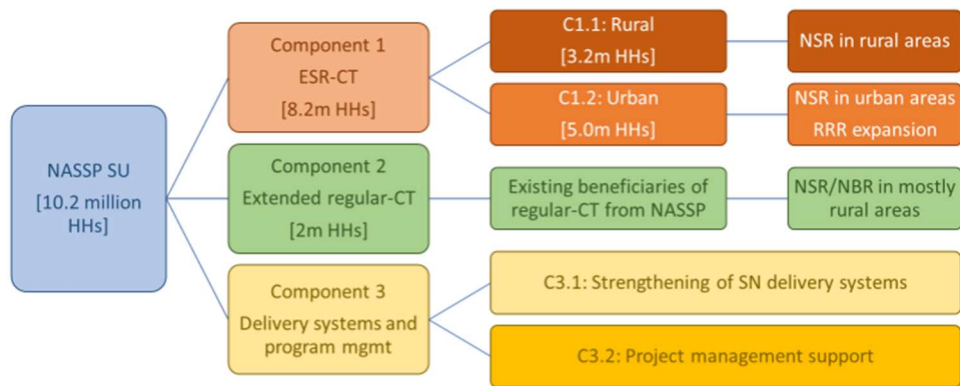 NASSP SU
[10.2 million
HHs]
Component 1
ESR-CT
[8.2m HHs]
C1.1: Rural
[3.2m HHs]
NSR in rural areas
C1.2: Urban
[5.0m HHs]
NSR in urban areas
RRR expansion
Component 2
Extended regular-CT
[2m HHs]
Existing beneficiaries of
regular-CT from NASSP
NSR/NBR in mostly
rural areas
Component 3
Delivery systems and
program mgmt
C3.1: Strengthening of SN delivery systems
C3.2: Project management support